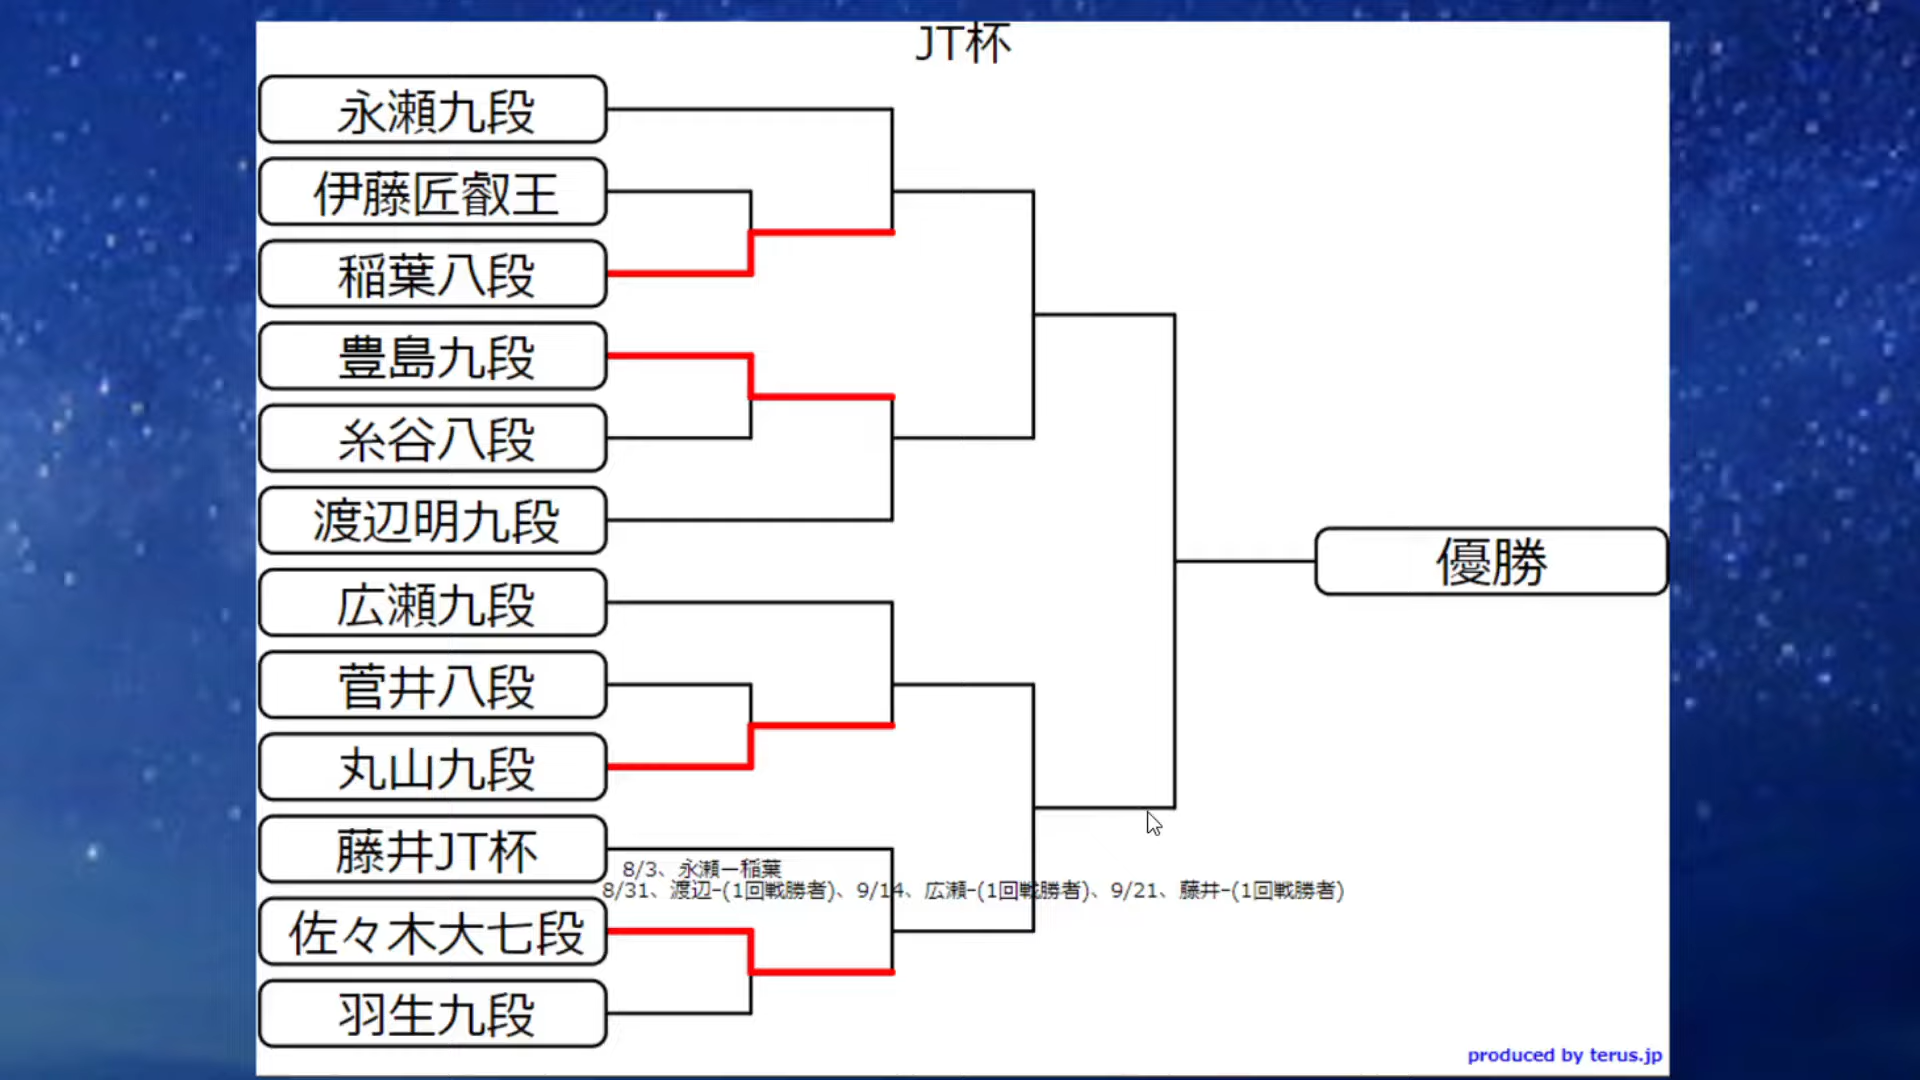 JT杯
永瀬九段
伊藤匠叡王
稲葉八段
豊島九段
糸谷八段
渡辺明九段
優勝
広瀬九段
菅井八段
丸山九段
藤井JT杯
8/3、永瀬ー稲葉
8/31、渡辺-(1回戦勝者)、9/14、広瀬-(1回戦勝者)、9/21、藤井-(1回戦勝者)
佐々木大七段
羽生九段
produced by terus.jp